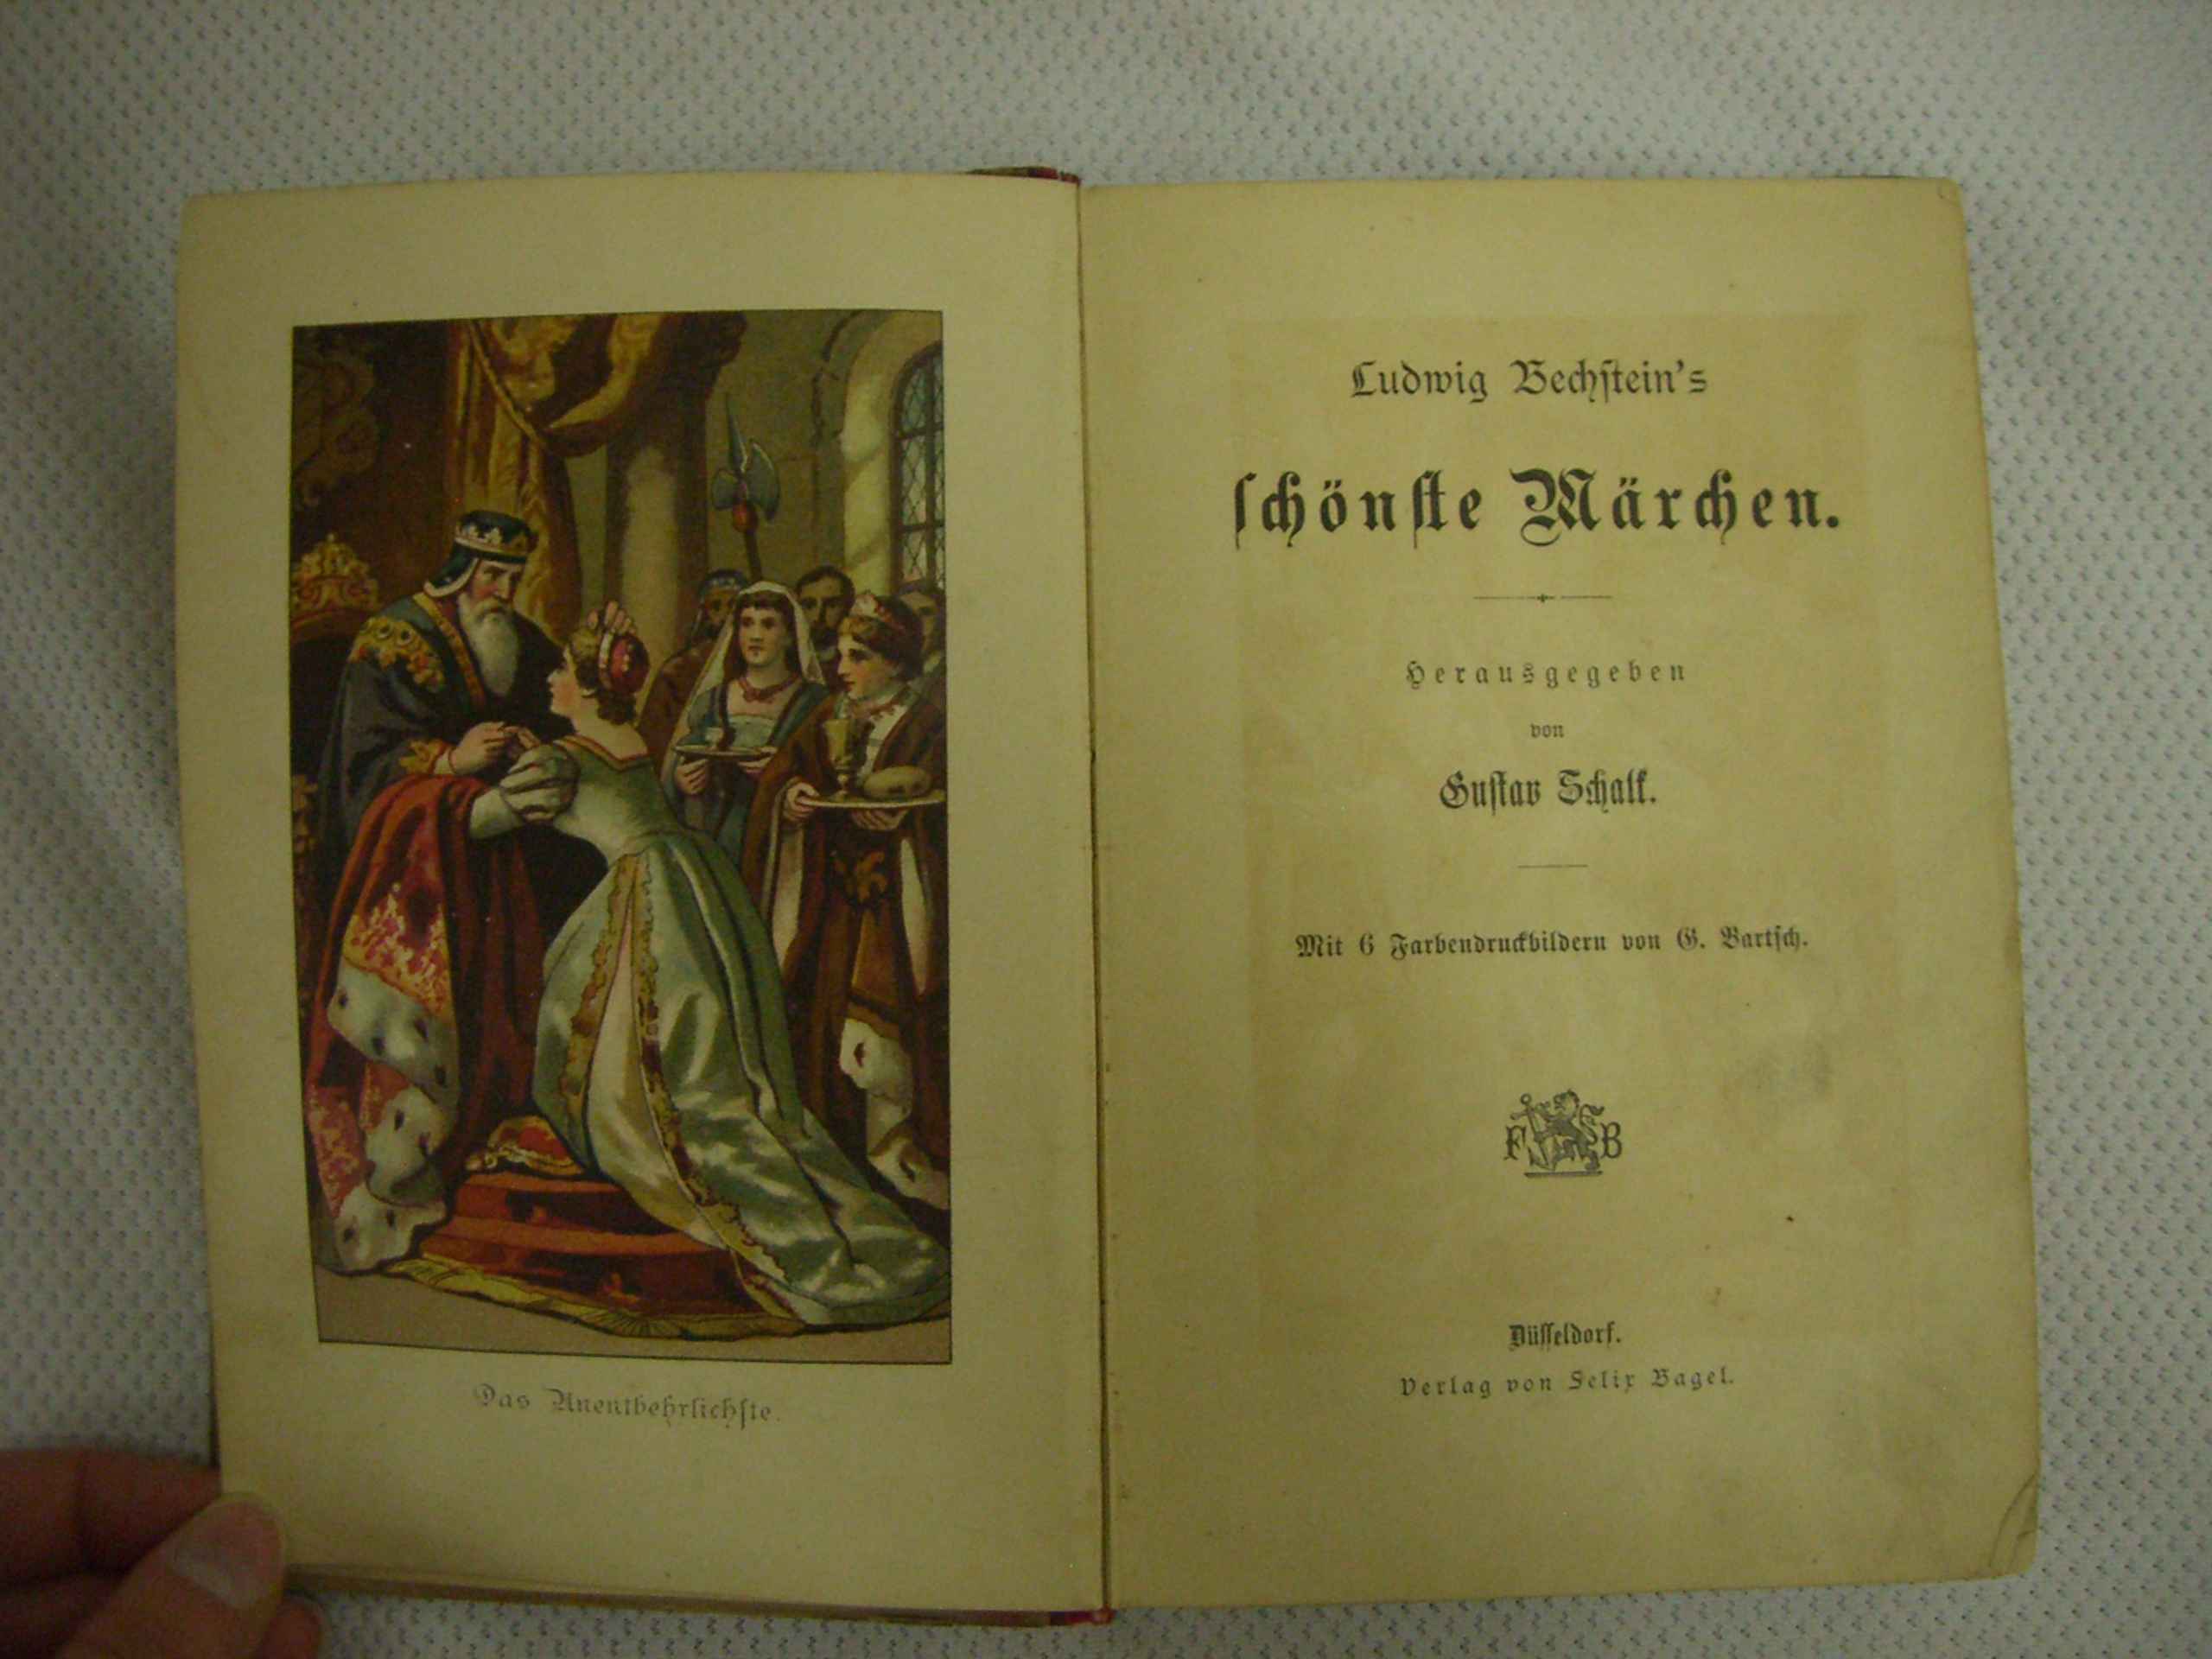 Das Unentbehrlichste.
Ludwig Bechstein's
schönste Märchen.
Herausgegeben
von
Gustav Schalk.
Mit 6 Farbendruckbildern von G. Bartsch.
F B
Düsseldorf.
Verlag von Felix Bagel.